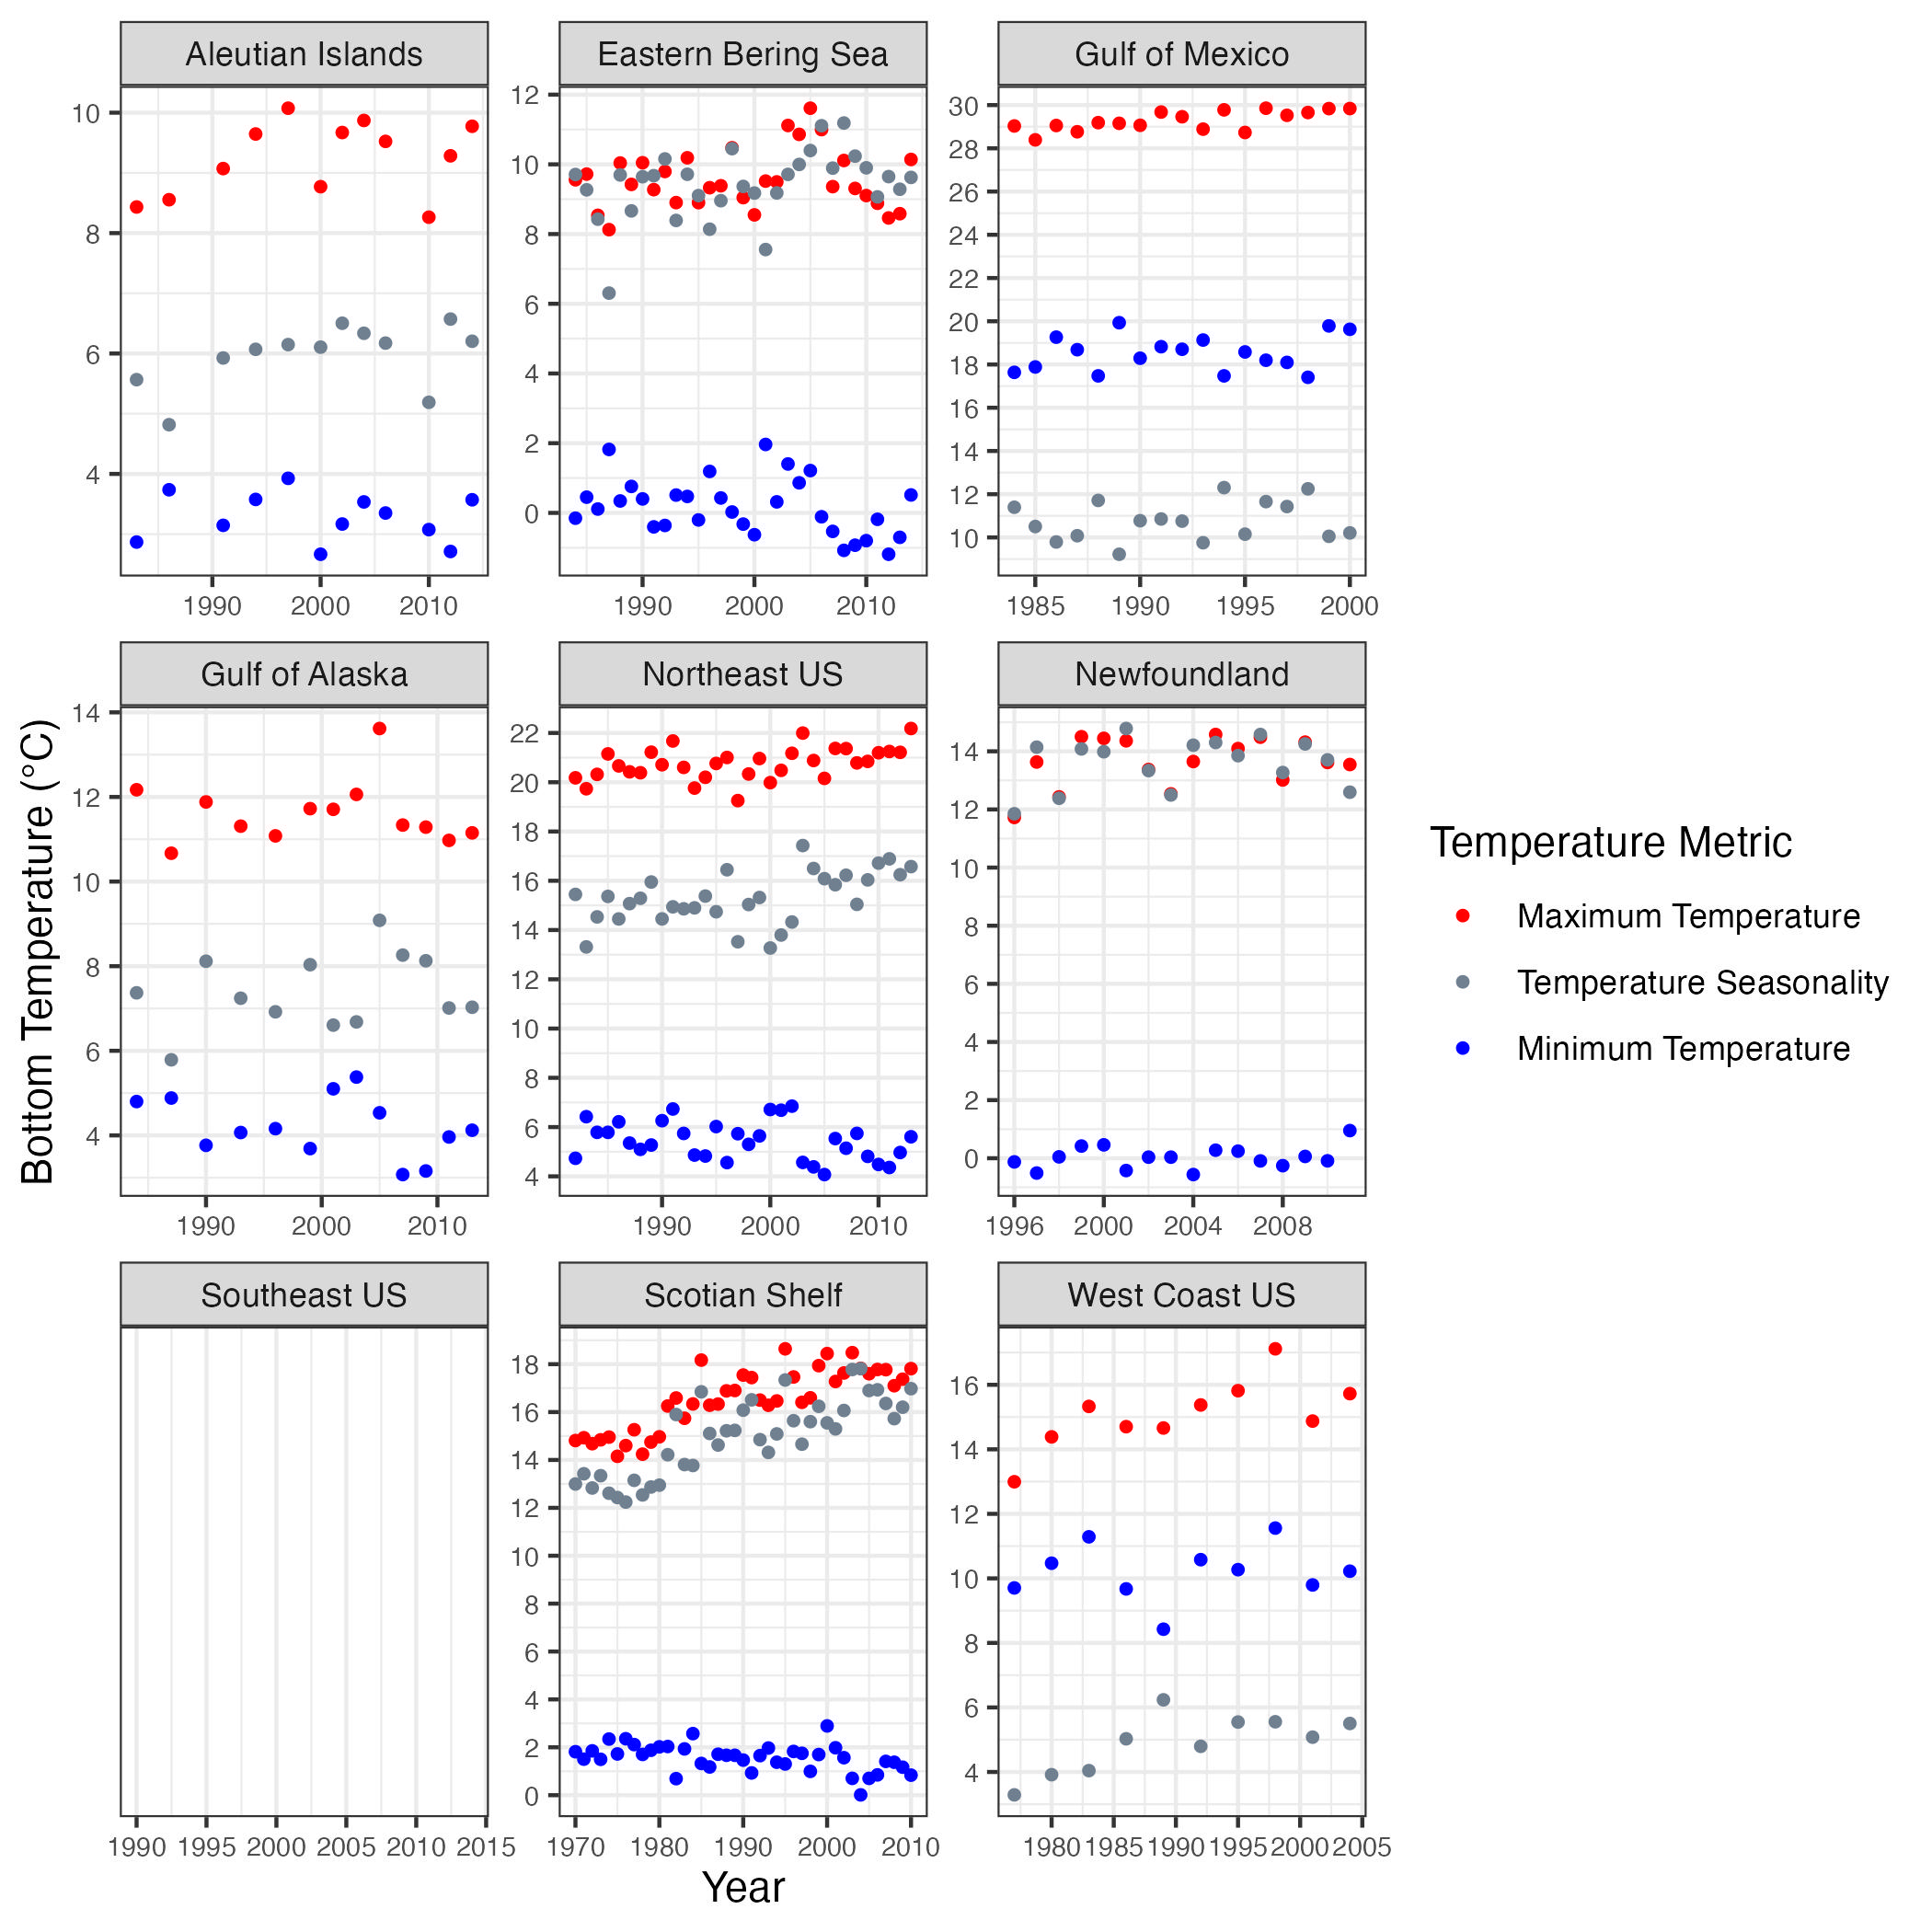 Aleutian Islands
Eastern Bering Sea
Gulf of Mexico
10
8
6
4
1990 2000 2010
12
10
8
6
4
2
0
1990 2000 2010
30
28
26
24
22
20
18
16
14
12
10
1985 1990 1995 2000
Gulf of Alaska
Northeast US
Newfoundland
14
12
10
8
6
4
1990 2000 2010
22
20
18
16
14
12
10
8
6
4
1990 2000 2010
14
12
10
8
6
4
2
0
1996 2000 2004 2008
Southeast US
Scotian Shelf
West Coast US
1990 1995 2000 2005 2010 2015
18
16
14
12
10
8
6
4
2
0
1970 1980 1990 2000 2010
16
14
12
10
8
6
4
1980 1985 1990 1995 2000 2005
Bottom Temperature (°C)
Year
Temperature Metric
Maximum Temperature
Temperature Seasonality
Minimum Temperature